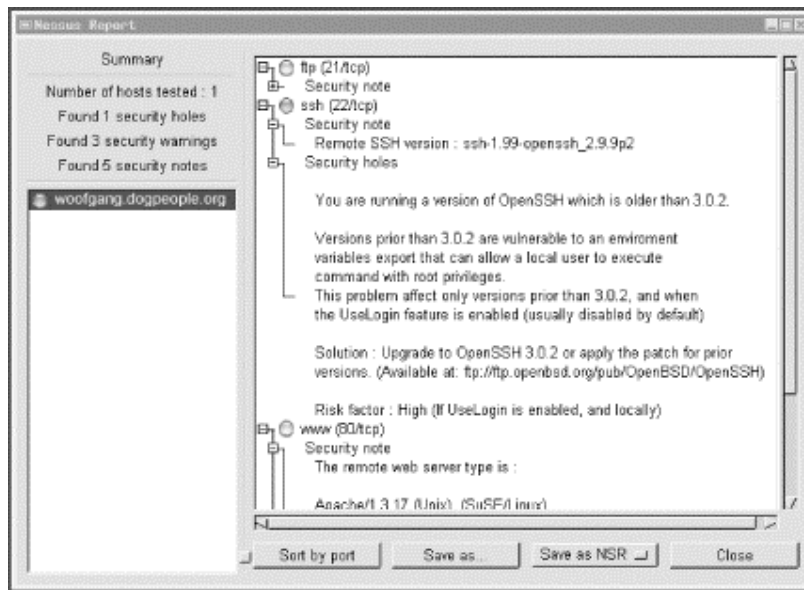 Nessus Report
Summary
Number of hosts tested : 1
Found 1 security holes
Found 3 security warnings
Found 5 security notes
woofgang.dogpeople.org
ftp (21/tcp)
Security note
ssh (22/tcp)
Security note
Remote SSH version : ssh-1.99-openssh_2.9.9p2
Security holes
You are running a version of OpenSSH which is older than 3.0.2.
Versions prior than 3.0.2 are vulnerable to an enviroment
variables export that can allow a local user to execute
command with root privileges.
This problem affect only versions prior than 3.0.2, and when
the UseLogin feature is enabled (usually disabled by default)
Solution : Upgrade to OpenSSH 3.0.2 or apply the patch for prior
versions. (Available at: ftp://ftp.openbsd.org/pub/OpenBSD/OpenSSH)
Risk factor : High (If UseLogin is enabled, and locally)
www (80/tcp)
Security note
The remote web server type is :
Apache/1.3.17 (Unix) (SuSE/Linux)
Sort by port
Save as...
Save as NSR
Close